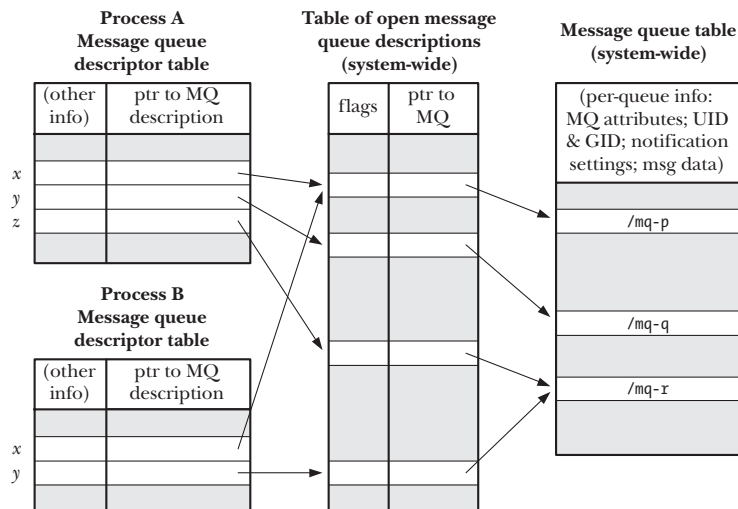 Process A
Message queue
descriptor table
(other
info)
ptr to MQ
description
x
y
z
Process B
Message queue
descriptor table
(other
info)
ptr to MQ
description
x
y
Table of open message
queue descriptions
(system-wide)
flags
ptr to
MQ
Message queue table
(system-wide)
(per-queue info:
MQ attributes; UID
& GID; notification
settings; msg data)
/mq-p
/mq-q
/mq-r